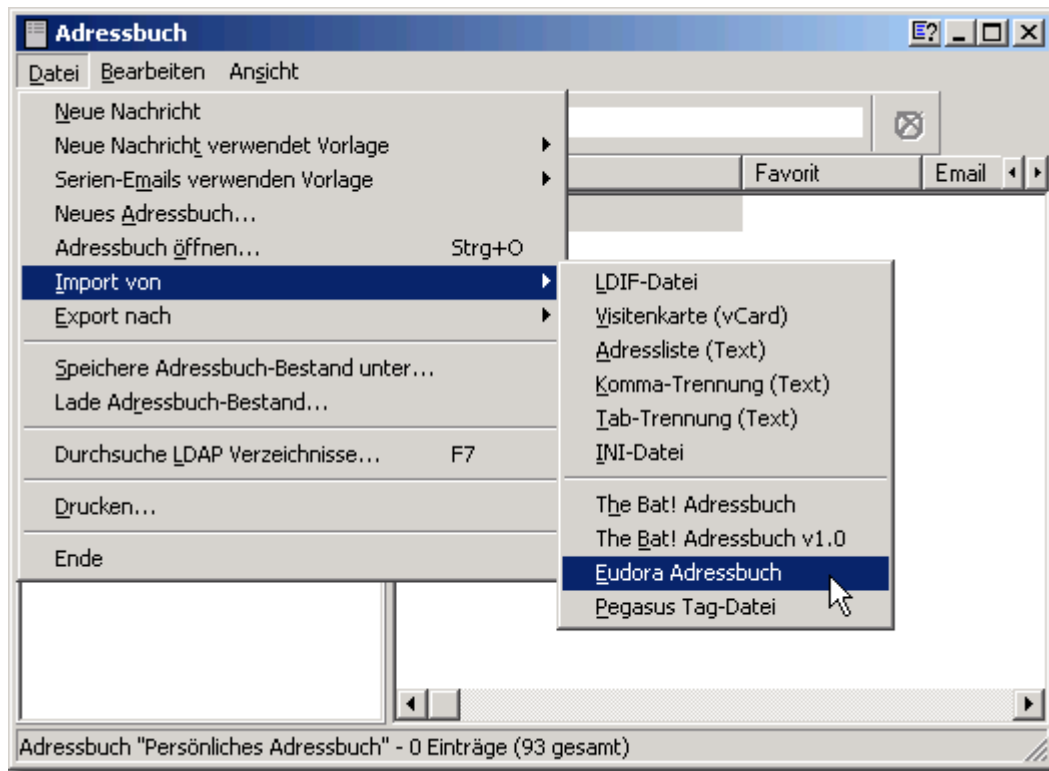 Adressbuch
Datei Bearbeiten Ansicht
Neue Nachricht
Neue Nachricht verwendet Vorlage
Serien-Emails verwenden Vorlage
Neues Adressbuch...
Adressbuch öffnen... Strg+O
Import von
Export nach
Speichere Adressbuch-Bestand unter...
Lade Adressbuch-Bestand...
Durchsuche LDAP Verzeichnisse... F7
Drucken...
Ende
Favorit Email
LDIF-Datei
Visitenkarte (vCard)
Adressliste (Text)
Komma-Trennung (Text)
Tab-Trennung (Text)
INI-Datei
The Bat! Adressbuch
The Bat! Adressbuch v1.0
Eudora Adressbuch
Pegasus Tag-Datei
Adressbuch "Persönliches Adressbuch" - 0 Einträge (93 gesamt)